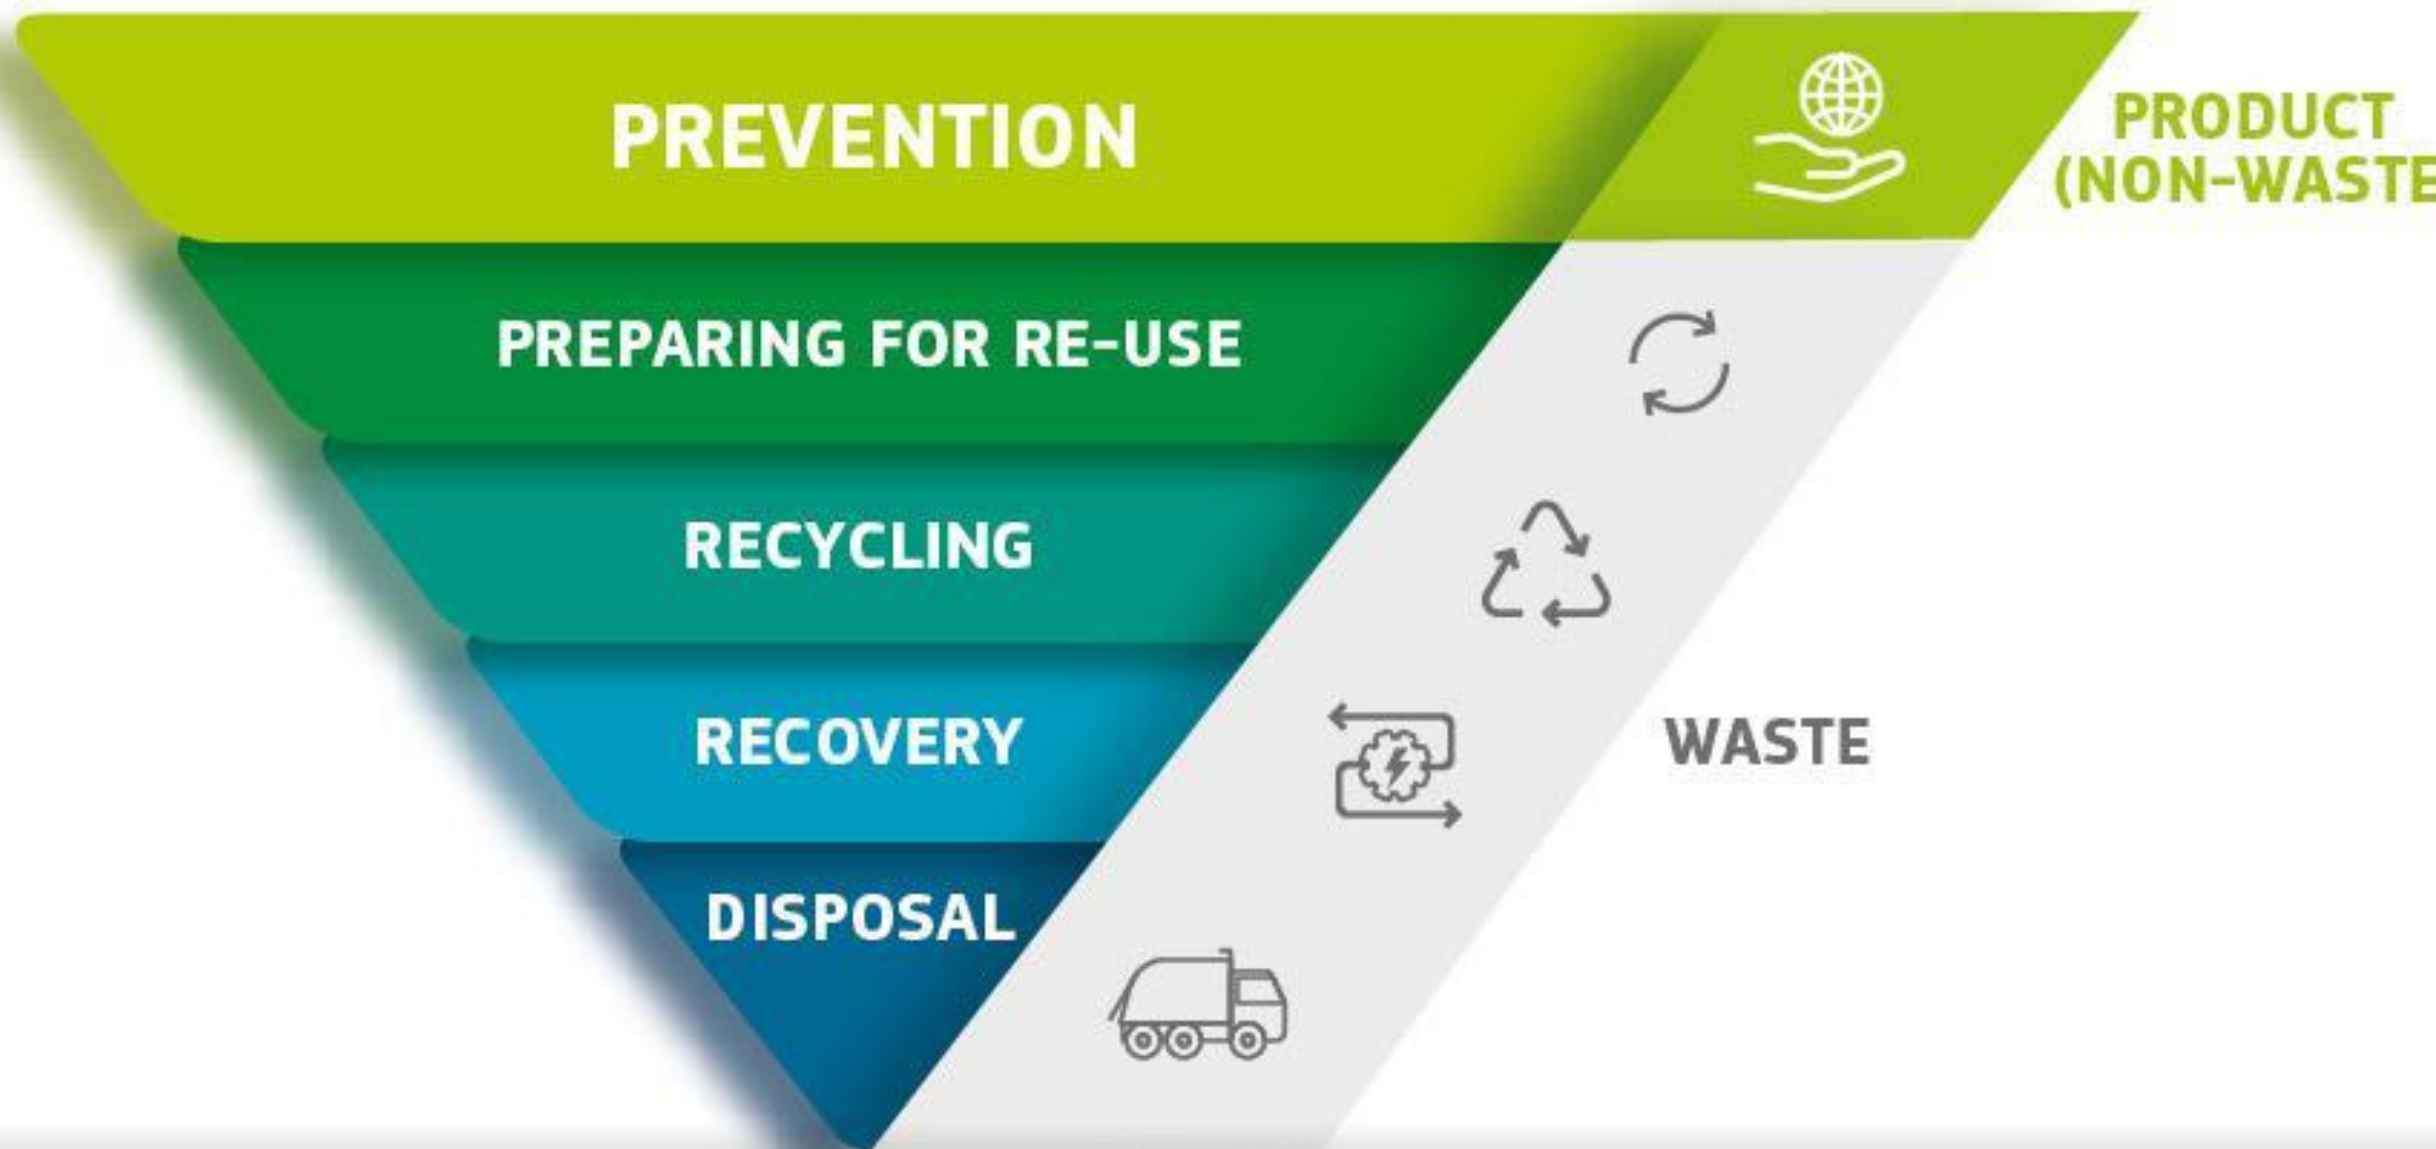 PREVENTION
PRODUCT
(NON-WASTE
PREPARING FOR RE-USE
RECYCLING
RECOVERY
WASTE
DISPOSAL